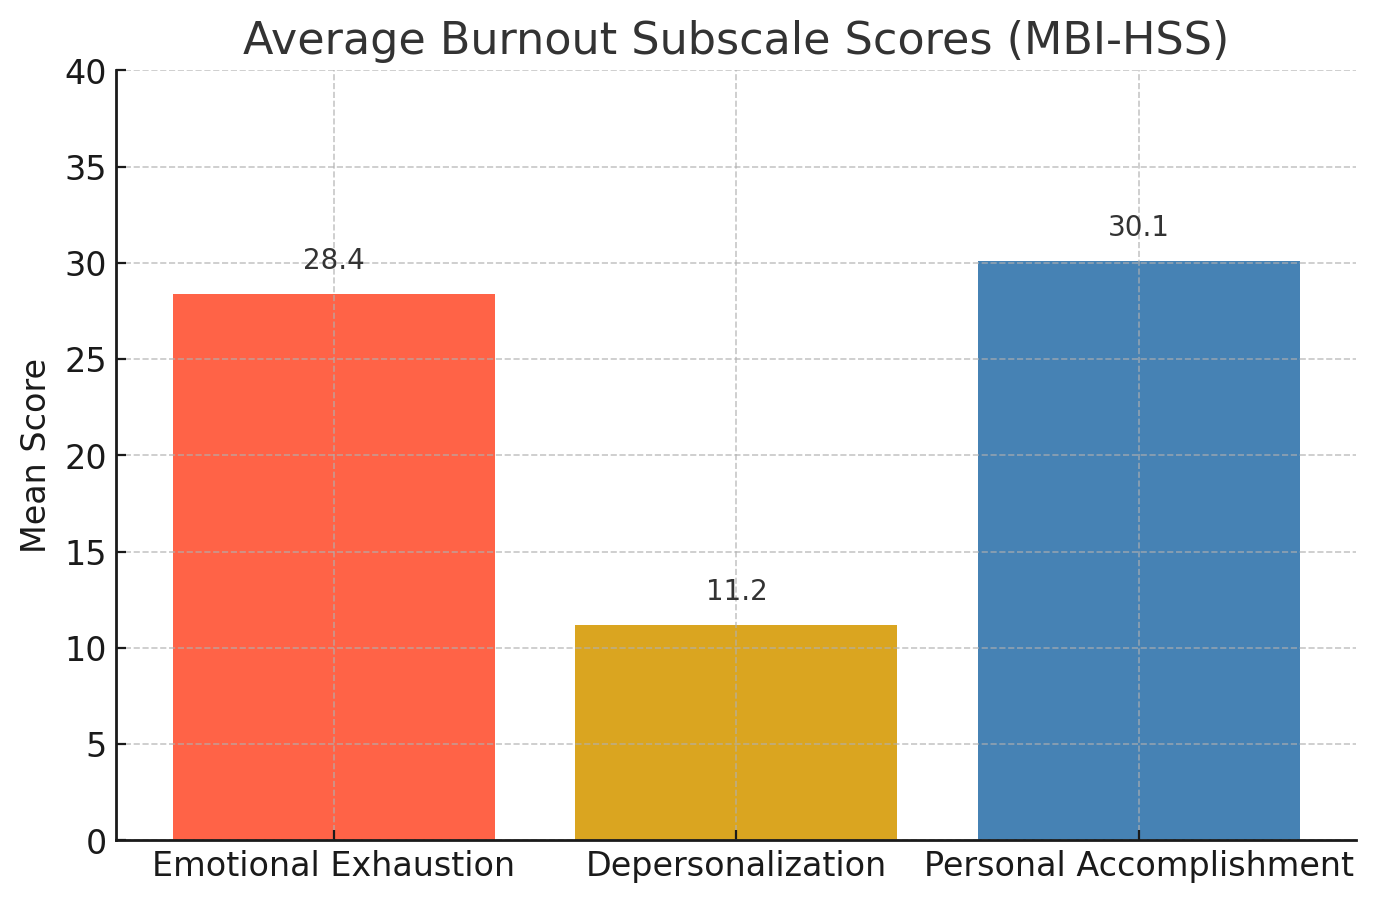 Average Burnout Subscale Scores (MBI-HSS)
40
35
30
25
20
15
10
5
0
Mean Score
28.4
11.2
30.1
Emotional Exhaustion
Depersonalization
Personal Accomplishment